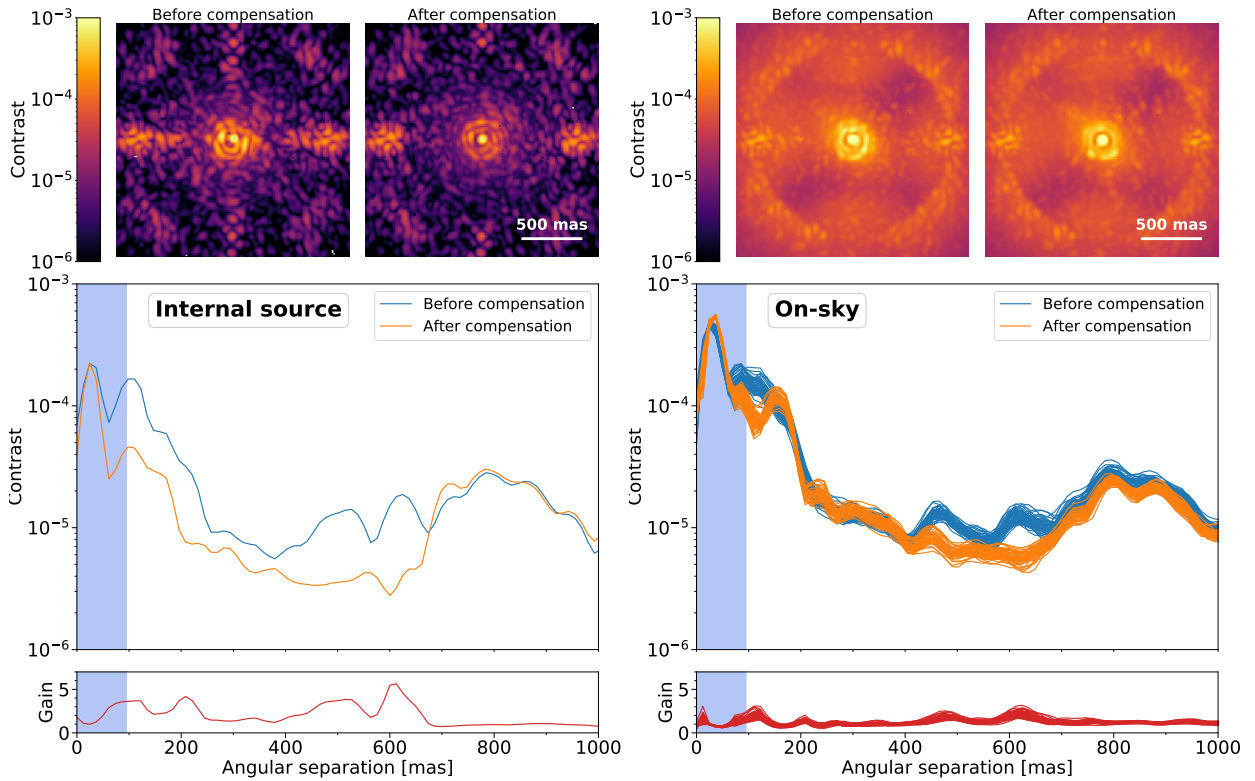 Before compensation
After compensation
Before compensation
After compensation
10⁻³
10⁻⁴
10⁻⁵
10⁻⁶
Contrast
500 mas
10⁻³
10⁻⁴
10⁻⁵
10⁻⁶
Contrast
500 mas
10⁻³
10⁻⁴
10⁻⁵
10⁻⁶
Contrast
Internal source
Before compensation
After compensation
10⁻³
10⁻⁴
10⁻⁵
10⁻⁶
Contrast
On-sky
Before compensation
After compensation
5
0
Gain
0 200 400 600 800 1000
Angular separation [mas]
5
0
Gain
0 200 400 600 800 1000
Angular separation [mas]